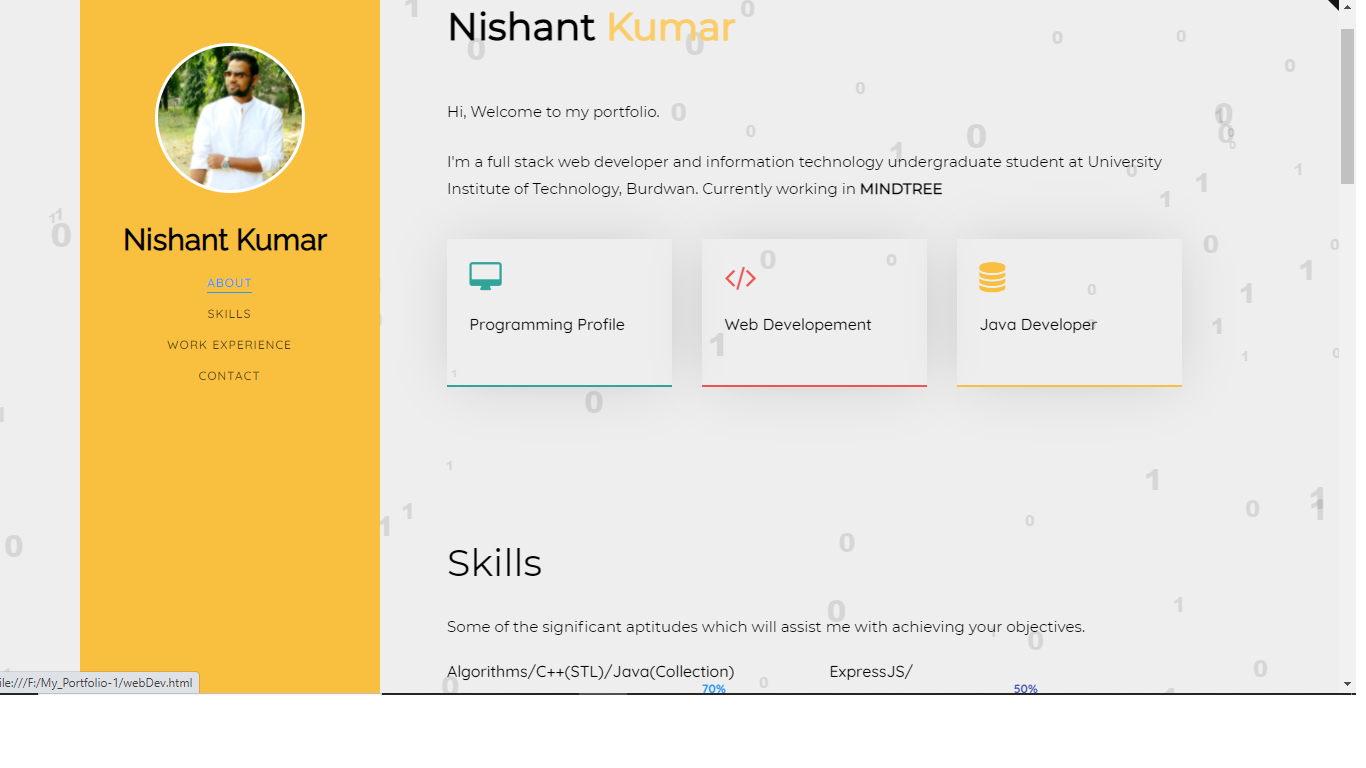 Nishant Kumar
ABOUT
SKILLS
WORK EXPERIENCE
CONTACT
Nishant Kumar
Hi, Welcome to my portfolio.
I'm a full stack web developer and information technology undergraduate student at University
Institute of Technology, Burdwan. Currently working in MINDTREE
Programming Profile
Web Developement
Java Developer
Skills
Some of the significant aptitudes which will assist me with achieving your objectives.
Algorithms/C++(STL)/Java(Collection)
70%
ExpressJS/
50%
ile:///F:/My_Portfolio-1/webDev.html